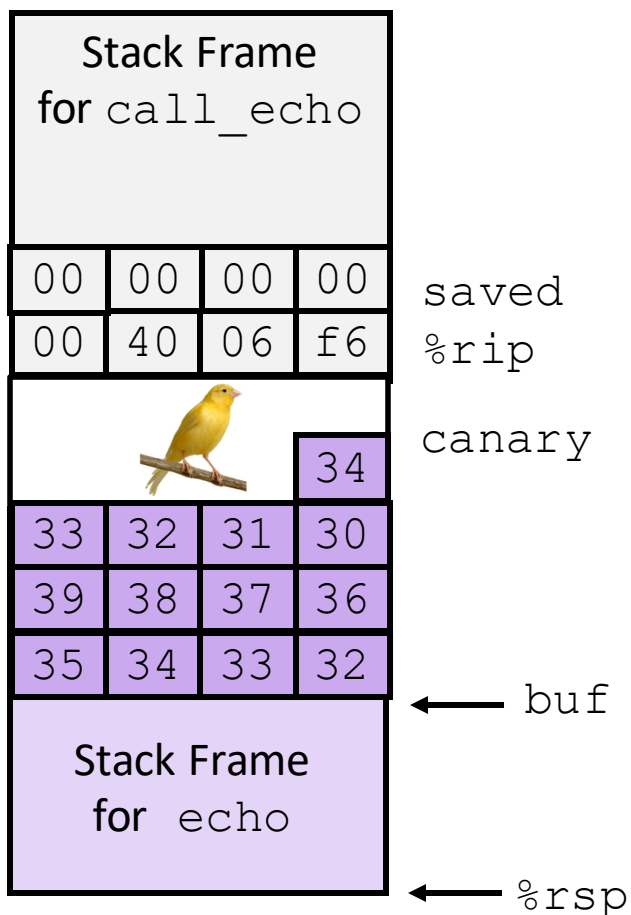 Stack Frame
for call_echo
00 00 00 00
saved
00 40 06 f6
%rip
canary
34
33 32 31 30
39 38 37 36
35 34 33 32
buf
Stack Frame
for echo
%rsp